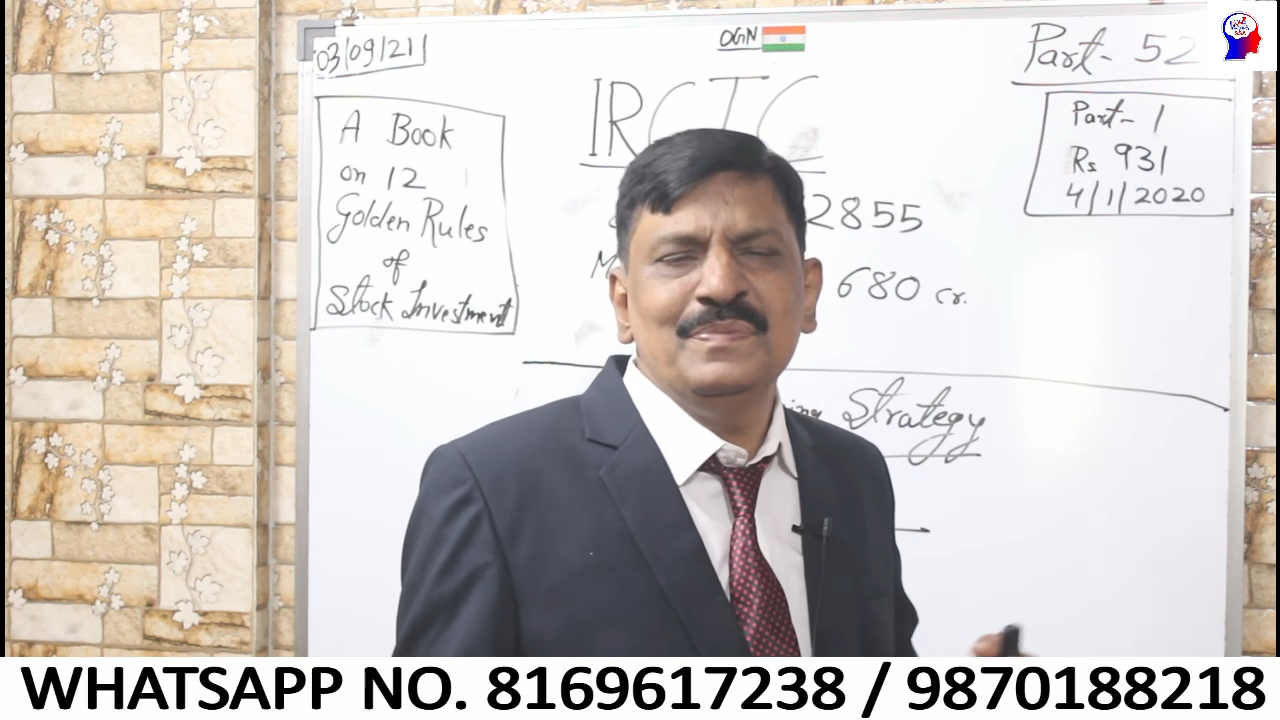 03/09/21
OGN
Part- 52
A Book
on 12
Golden Rules
of
Stock Investment
IRCTC
2855
680 cr.
Part- 1
Rs 931
4/1/2020
Strategy
WHATSAPP NO. 8169617238 / 9870188218